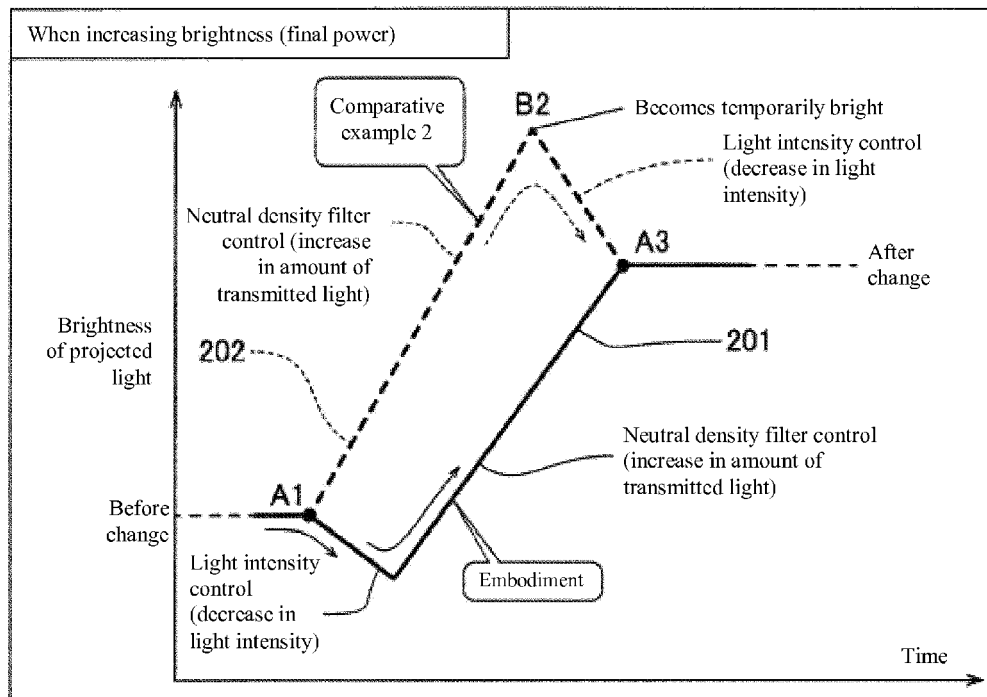 When increasing brightness (final power)
Comparative
example 2
B2
Becomes temporarily bright
Light intensity control
(decrease in light
intensity)
Neutral density filter
control (increase
in amount of
transmitted light)
A3
After
change
Brightness
of projected
light
202
201
Neutral density filter control
(increase in amount of
transmitted light)
A1
Before
change
Light intensity
control
(decrease in
light intensity)
Embodiment
Time